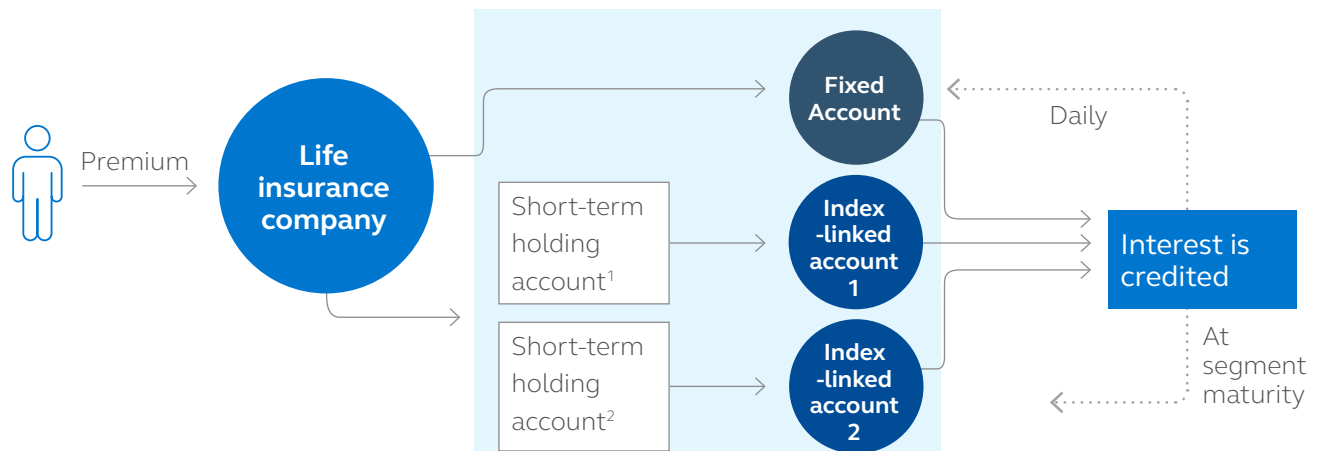 Premium
Life
insurance
company
Fixed
Account
Daily
Short-term
holding
account¹
Index
-linked
account
1
Interest is
credited
Short-term
holding
account²
Index
-linked
account
2
At
segment
maturity